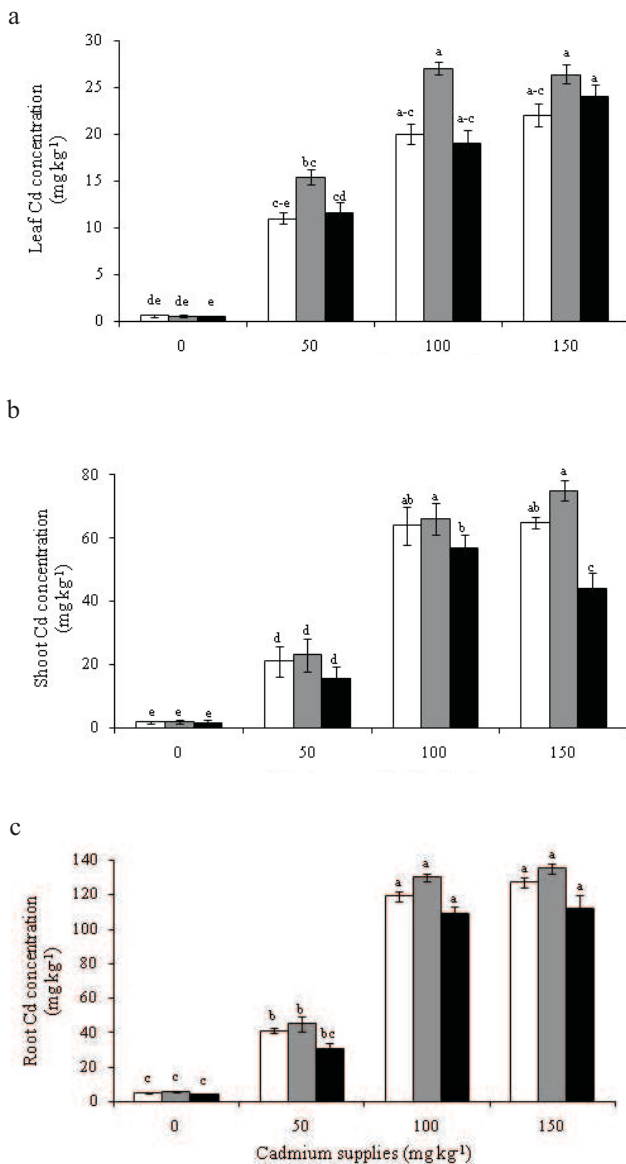 a
Leaf Cd concentration
(mg kg⁻¹)
30
25
20
15
10
5
0
de de e
c-e bc cd
a-c a a-c
a-c a a
0 50 100 150
b
Shoot Cd concentration
(mg kg⁻¹)
80
60
40
20
0
e e e
d d d
ab a b
ab a c
0 50 100 150
c
Root Cd concentration
(mg kg⁻¹)
140
120
100
80
60
40
20
0
c c c
b b bc
a a a
a a a
0 50 100 150
Cadmium supplies (mg kg⁻¹)